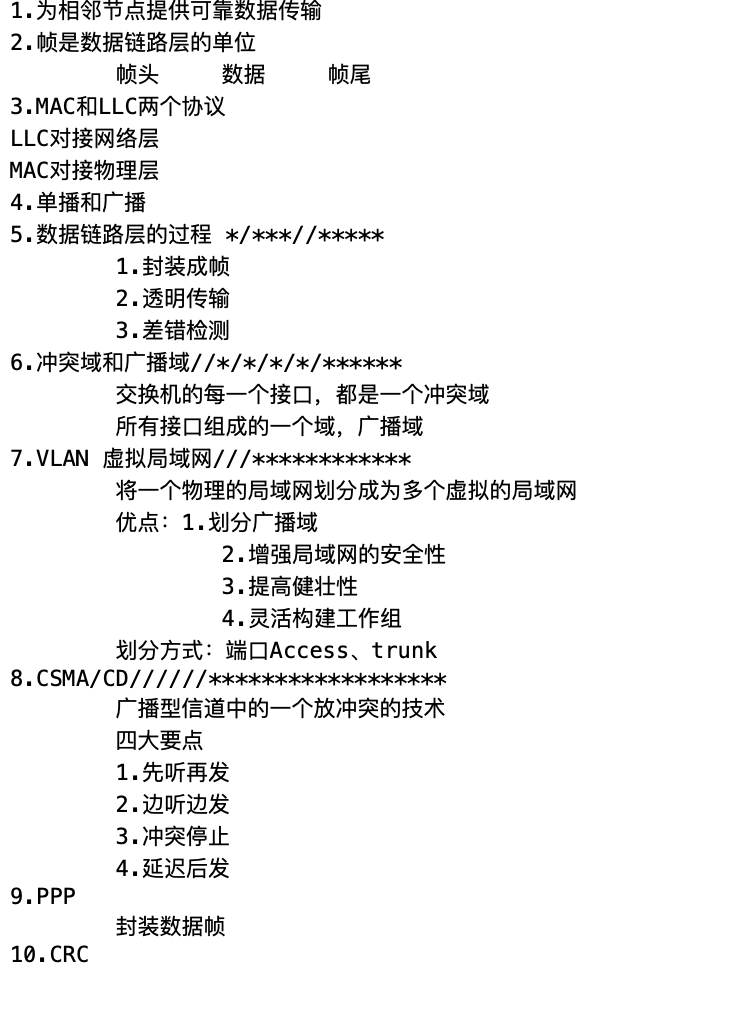 1.为相邻节点提供可靠数据传输
2.帧是数据链路层的单位
帧头 数据 帧尾
3.MAC和LLC两个协议
LLC对接网络层
MAC对接物理层
4.单播和广播
5.数据链路层的过程 */***//*****
1.封装成帧
2.透明传输
3.差错检测
6.冲突域和广播域//*/*/*/*/******
交换机的每一个接口，都是一个冲突域
所有接口组成的一个域，广播域
7.VLAN 虚拟局域网///************
将一个物理的局域网划分成为多个虚拟的局域网
优点：1.划分广播域
2.增强局域网的安全性
3.提高健壮性
4.灵活构建工作组
划分方式：端口Access、trunk
8.CSMA/CD//////******************
广播型信道中的一个放冲突的技术
四大要点
1.先听再发
2.边听边发
3.冲突停止
4.延迟后发
9.PPP
封装数据帧
10.CRC